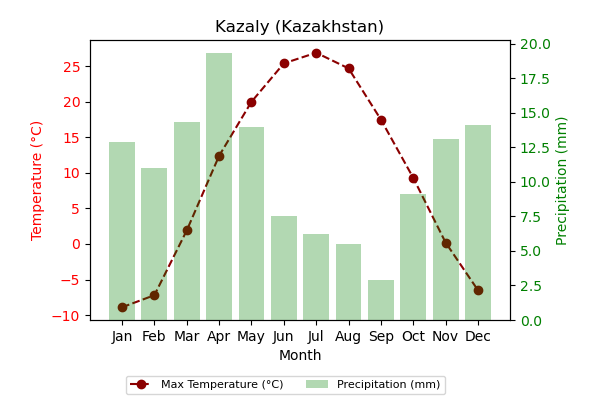 Kazaly (Kazakhstan)
Temperature (°C)
25
20
15
10
5
0
−5
−10
20.0
17.5
15.0
12.5
10.0
7.5
5.0
2.5
0.0
Precipitation (mm)
Jan Feb Mar Apr May Jun Jul Aug Sep Oct Nov Dec
Month
Max Temperature (°C) Precipitation (mm)